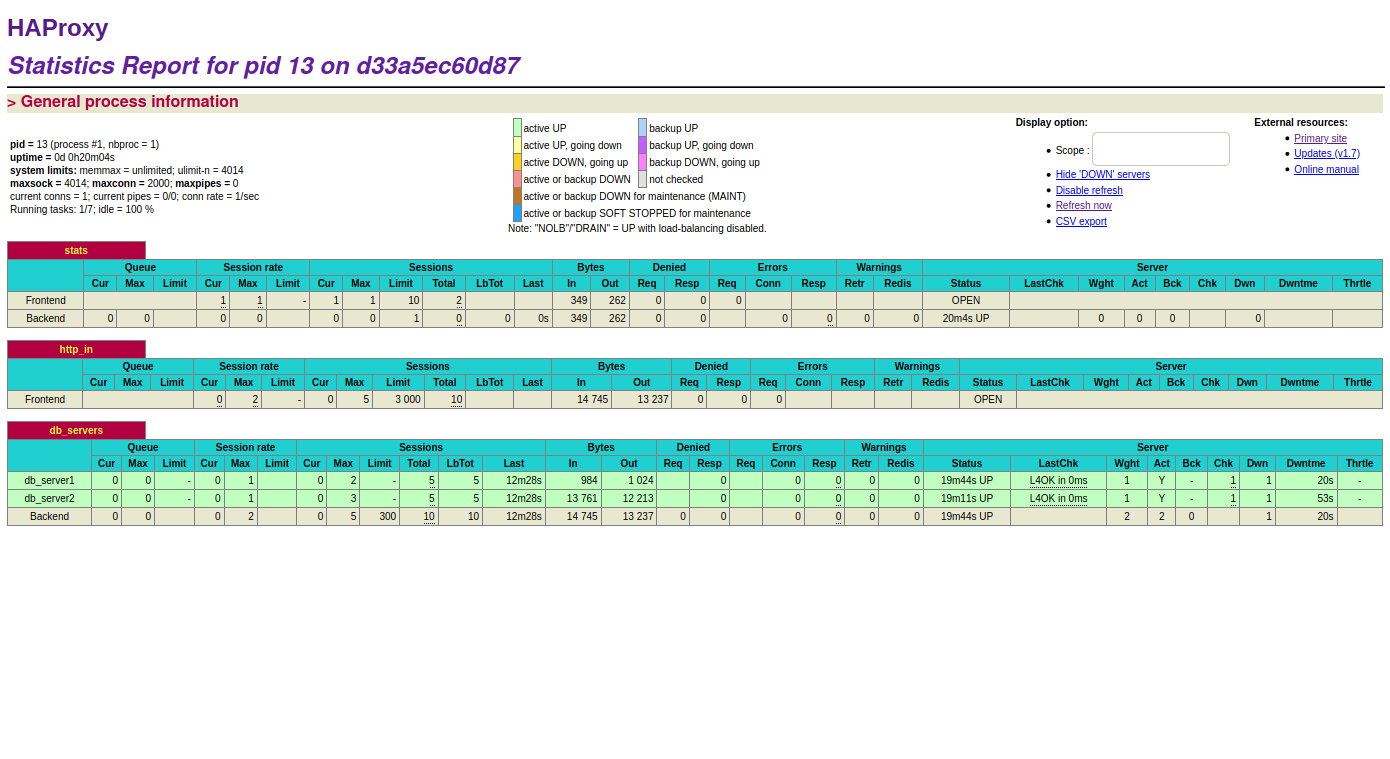 HAProxy
Statistics Report for pid 13 on d33a5ec60d87
> General process information
pid = 13 (process #1, nbproc = 1)
uptime = 0d 0h20m04s
system limits: memmax = unlimited; ulimit-n = 4014
maxsock = 4014; maxconn = 2000; maxpipes = 0
current conns = 1; current pipes = 0/0; conn rate = 1/sec
Running tasks: 1/7; idle = 100 %
active UP backup UP
active UP, going down backup UP, going down
active DOWN, going up backup DOWN, going up
active or backup DOWN not checked
active or backup DOWN for maintenance (MAINT)
active or backup SOFT STOPPED for maintenance
Note: "NOLB"/"DRAIN" = UP with load-balancing disabled.
Display option:
• Scope :
• Hide 'DOWN' servers
• Disable refresh
• Refresh now
• CSV export
External resources:
• Primary site
• Updates (v1.7)
• Online manual
stats
Queue Session rate Sessions Bytes Denied Errors Warnings Server
Cur Max Limit Cur Max Limit Cur Max Limit Total LbTot Last In Out Req Resp Req Conn Resp Retr Redis Status LastChk Wght Act Bck Chk Dwn Dwntme Thrtle
Frontend 1 1 - 1 1 10 2 349 262 0 0 0 OPEN
Backend 0 0 0 0 0 0 1 0 0 0s 349 262 0 0 0 0 0 0 20m4s UP 0 0 0 0
http_in
Queue Session rate Sessions Bytes Denied Errors Warnings Server
Cur Max Limit Cur Max Limit Cur Max Limit Total LbTot Last In Out Req Resp Req Conn Resp Retr Redis Status LastChk Wght Act Bck Chk Dwn Dwntme Thrtle
Frontend 0 2 - 0 5 3 000 10 14 745 13 237 0 0 0 OPEN
db_servers
Queue Session rate Sessions Bytes Denied Errors Warnings Server
Cur Max Limit Cur Max Limit Cur Max Limit Total LbTot Last In Out Req Resp Req Conn Resp Retr Redis Status LastChk Wght Act Bck Chk Dwn Dwntme Thrtle
db_server1 0 0 - 0 1 0 2 - 5 5 12m28s 984 1 024 0 0 0 0 0 19m44s UP L4OK in 0ms 1 Y - 1 1 20s -
db_server2 0 0 - 0 1 0 3 - 5 5 12m28s 13 761 12 213 0 0 0 0 0 19m11s UP L4OK in 0ms 1 Y - 1 1 53s -
Backend 0 0 0 2 0 5 300 10 10 12m28s 14 745 13 237 0 0 0 0 0 0 19m44s UP 2 2 0 1 20s